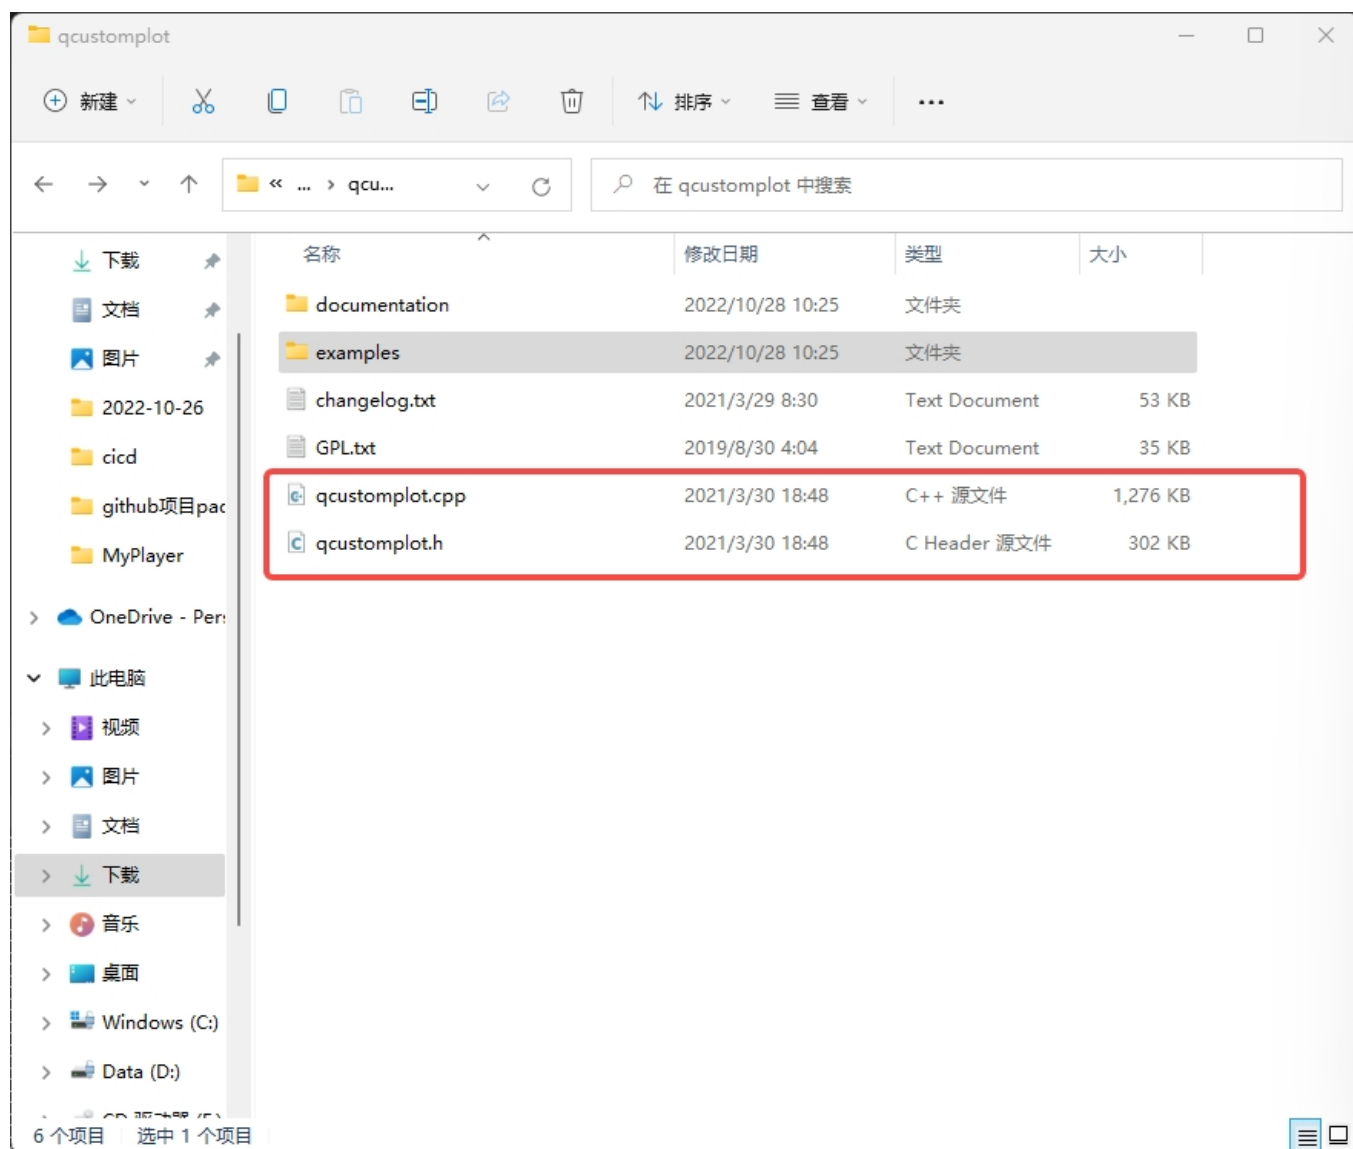 qcustomplot
新建 排序 查看
« ... › qcu... 在 qcustomplot 中搜索
名称 修改日期 类型 大小
下载
文档
图片
2022-10-26
cicd
github项目pac
MyPlayer
OneDrive - Pers
此电脑
视频
图片
文档
下载
音乐
桌面
Windows (C:)
Data (D:)
documentation 2022/10/28 10:25 文件夹
examples 2022/10/28 10:25 文件夹
changelog.txt 2021/3/29 8:30 Text Document 53 KB
GPL.txt 2019/8/30 4:04 Text Document 35 KB
qcustomplot.cpp 2021/3/30 18:48 C++ 源文件 1,276 KB
qcustomplot.h 2021/3/30 18:48 C Header 源文件 302 KB
6 个项目 选中 1 个项目